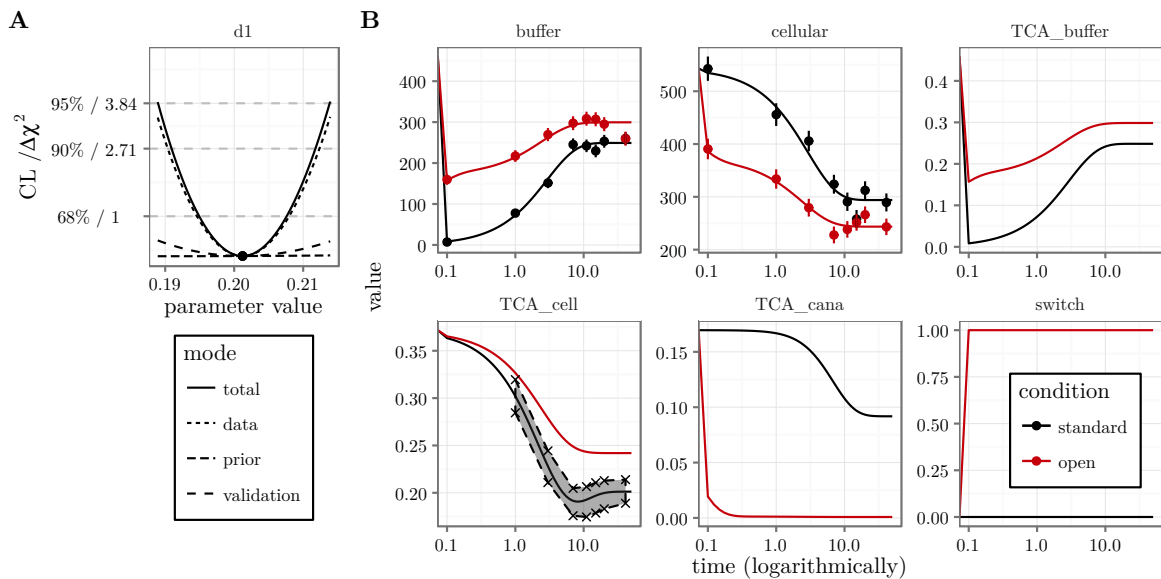 A
d1
CL /Δχ²
95% / 3.84
90% / 2.71
68% / 1
0.19 0.20 0.21
parameter value
mode
total
data
prior
validation
B
value
buffer
400
300
200
100
0
0.1 1.0 10.0
cellular
500
400
300
200
0.1 1.0 10.0
TCA_buffer
0.4
0.3
0.2
0.1
0.0
0.1 1.0 10.0
TCA_cell
0.35
0.30
0.25
0.20
0.1 1.0 10.0
TCA_cana
0.15
0.10
0.05
0.00
0.1 1.0 10.0
switch
1.00
0.75
0.50
0.25
0.00
0.1 1.0 10.0
condition
standard
open
time (logarithmically)